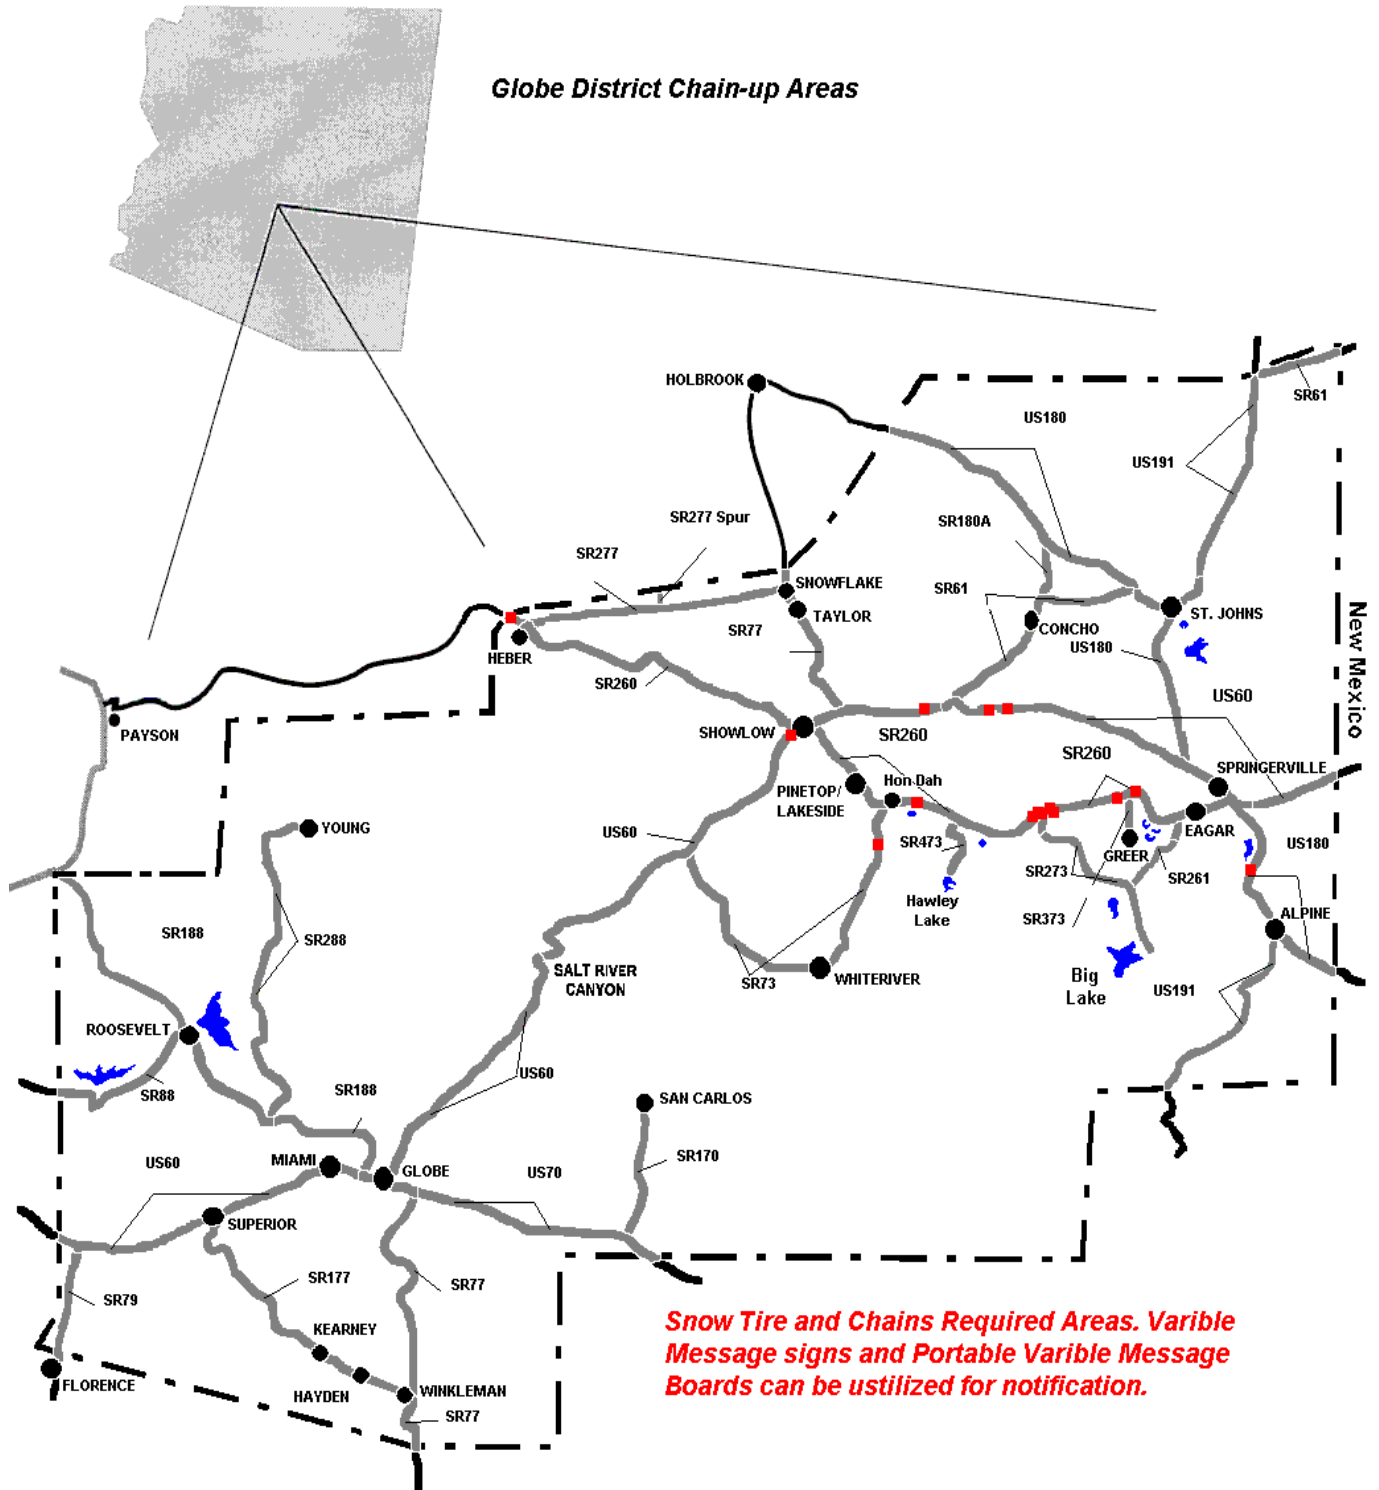 Globe District Chain-up Areas
HOLBROOK
SR61
US180
US191
SR277 Spur
SR180A
SR277
SNOWFLAKE
SR61
TAYLOR
ST. JOHNS
SR77
CONCHO
US180
New Mexico
HEBER
SR260
US60
PAYSON
SHOWLOW
SR260
SR260
SPRINGERVILLE
Hon Dah
PINETOP/
LAKESIDE
YOUNG
US60
SR473
EAGAR
US180
GREER
SR273
SR261
Hawley
Lake
SR373
ALPINE
SR188
SR288
SALT RIVER
CANYON
SR73
WHITERIVER
Big
Lake
US191
ROOSEVELT
US60
SR88
SR188
SAN CARLOS
US60
MIAMI
GLOBE
US70
SR170
SUPERIOR
SR177
SR77
SR79
KEARNEY
FLORENCE
HAYDEN
WINKLEMAN
SR77
Snow Tire and Chains Required Areas. Varible
Message signs and Portable Varible Message
Boards can be ustilized for notification.